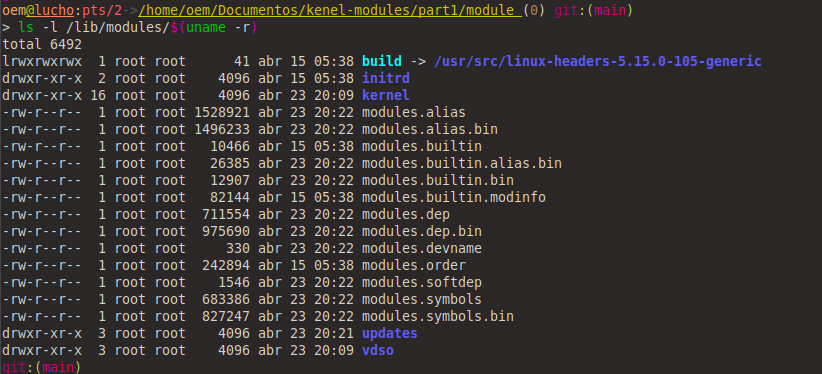 oem@lucho:pts/2->/home/oem/Documentos/kenel-modules/part1/module (0) git:(main)
> ls -l /lib/modules/$(uname -r)
total 6492
lrwxrwxrwx  1 root root      41 abr 15 05:38 build -> /usr/src/linux-headers-5.15.0-105-generic
drwxr-xr-x  2 root root    4096 abr 15 05:38 initrd
drwxr-xr-x 16 root root    4096 abr 23 20:09 kernel
-rw-r--r--  1 root root 1528921 abr 23 20:22 modules.alias
-rw-r--r--  1 root root 1496233 abr 23 20:22 modules.alias.bin
-rw-r--r--  1 root root   10466 abr 15 05:38 modules.builtin
-rw-r--r--  1 root root   26385 abr 23 20:22 modules.builtin.alias.bin
-rw-r--r--  1 root root   12907 abr 23 20:22 modules.builtin.bin
-rw-r--r--  1 root root   82144 abr 15 05:38 modules.builtin.modinfo
-rw-r--r--  1 root root  711554 abr 23 20:22 modules.dep
-rw-r--r--  1 root root  975690 abr 23 20:22 modules.dep.bin
-rw-r--r--  1 root root     330 abr 23 20:22 modules.devname
-rw-r--r--  1 root root  242894 abr 15 05:38 modules.order
-rw-r--r--  1 root root    1546 abr 23 20:22 modules.softdep
-rw-r--r--  1 root root  683386 abr 23 20:22 modules.symbols
-rw-r--r--  1 root root  827247 abr 23 20:22 modules.symbols.bin
drwxr-xr-x  3 root root    4096 abr 23 20:21 updates
drwxr-xr-x  3 root root    4096 abr 23 20:09 vdso
git:(main)